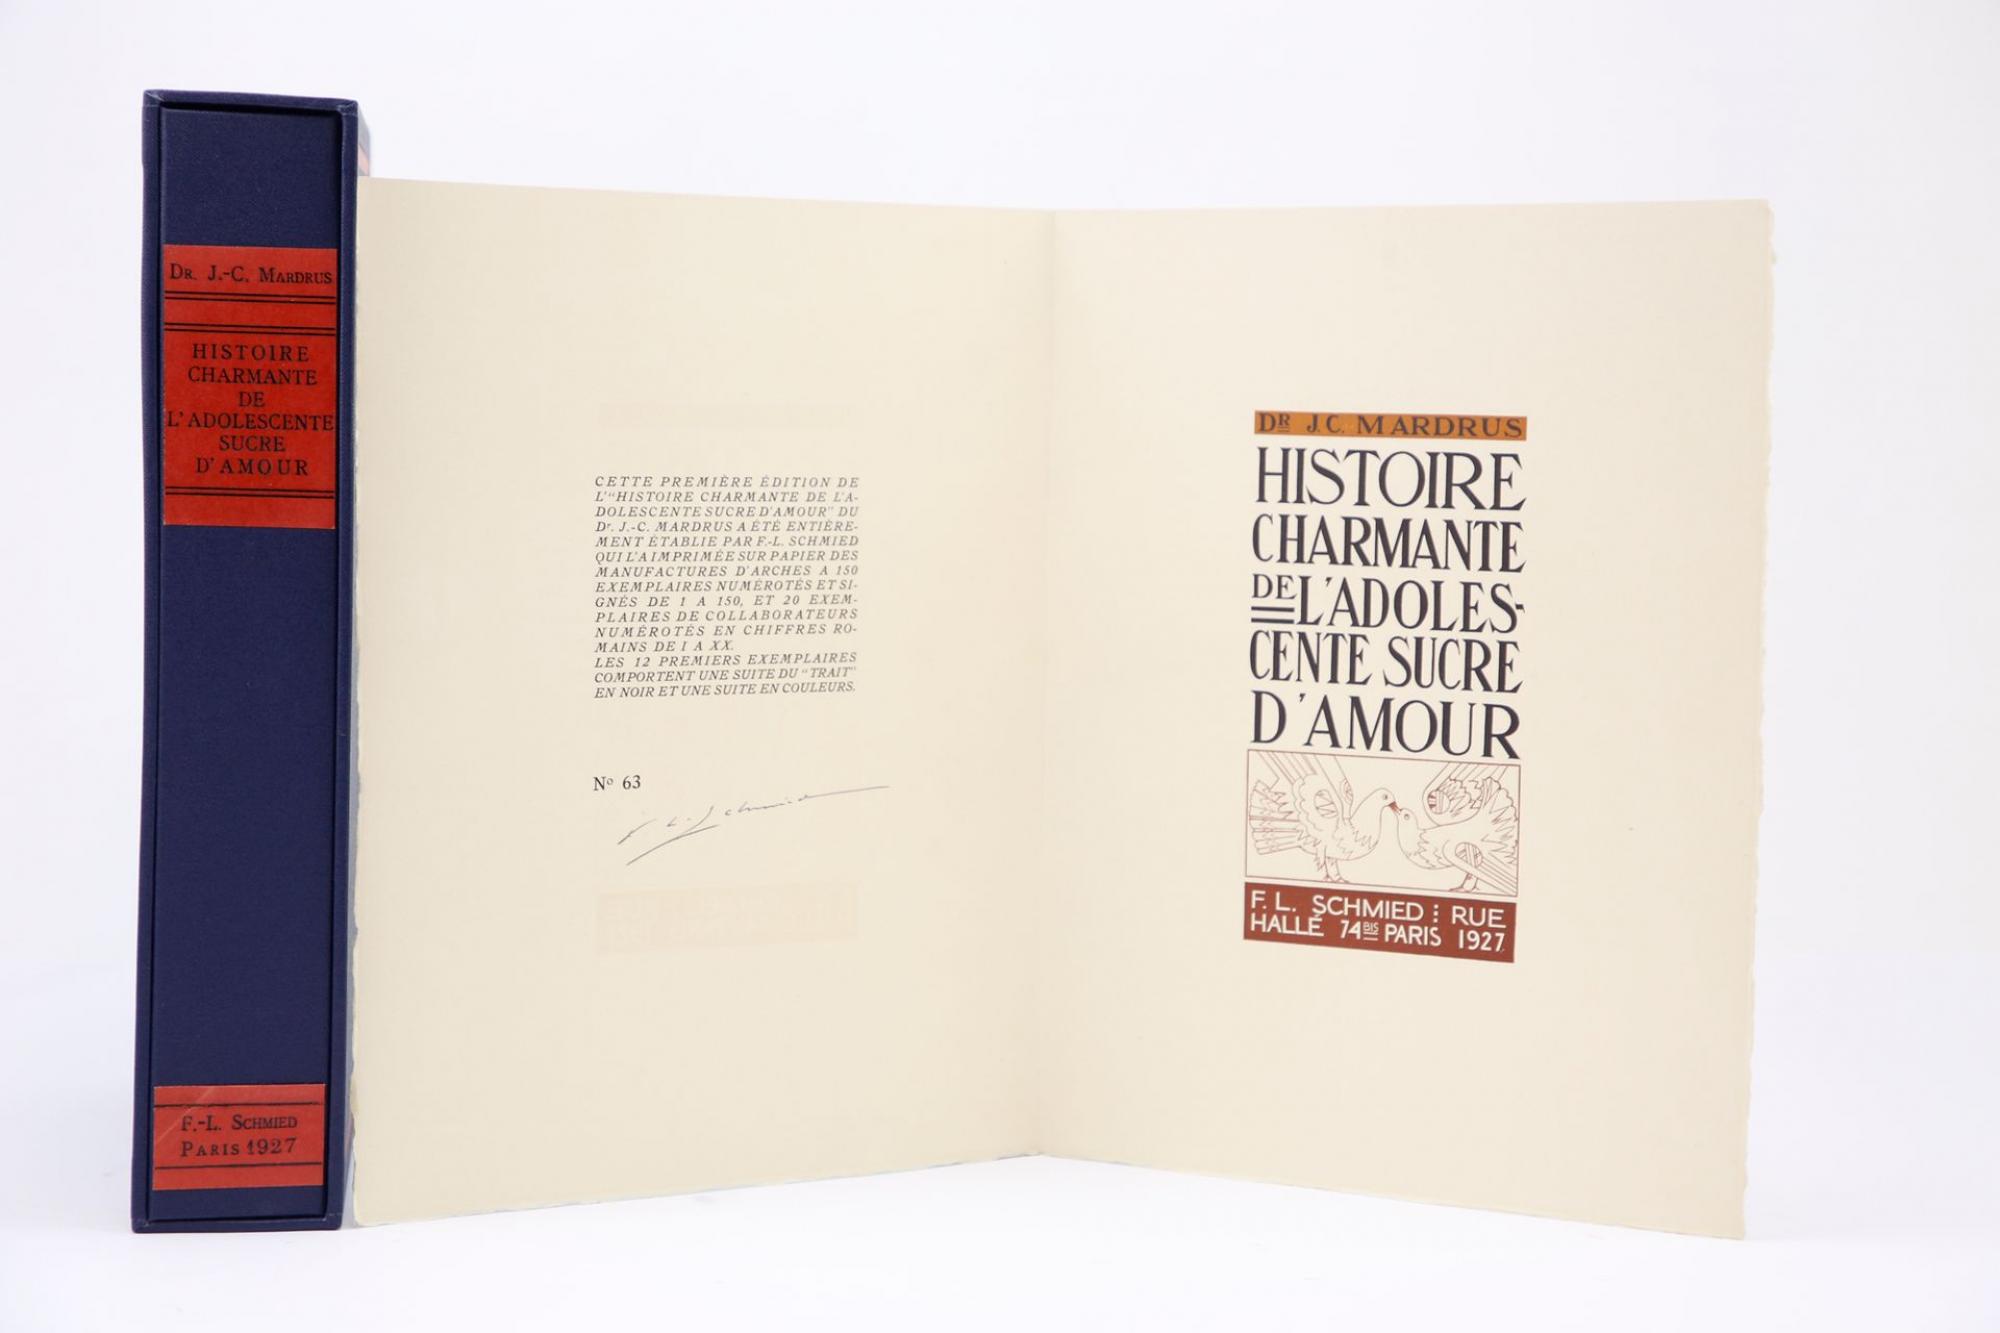 DR. J.-C. MARDRUS
HISTOIRE
CHARMANTE
DE
L'ADOLESCENTE
SUCRE
D'AMOUR
F.-L. SCHMIED
PARIS 1927
CETTE PREMIÈRE ÉDITION DE
L'"HISTOIRE CHARMANTE DE L'A-
DOLESCENTE SUCRE D'AMOUR" DU
Dr. J.-C. MARDRUS A ÉTÉ ENTIÈRE-
MENT ÉTABLIE PAR F.-L. SCHMIED
QUI L'A IMPRIMÉE SUR PAPIER DES
MANUFACTURES D'ARCHES A 150
EXEMPLAIRES NUMÉROTÉS ET SI-
GNÉS DE 1 A 150, ET 20 EXEM-
PLAIRES DE COLLABORATEURS
NUMÉROTÉS EN CHIFFRES RO-
MAINS DE I A XX.
LES 12 PREMIERS EXEMPLAIRES
COMPORTENT UNE SUITE DU "TRAIT"
EN NOIR ET UNE SUITE EN COULEURS.
No 63
F. L. Schmied
DR J. C. MARDRUS
HISTOIRE
CHARMANTE
DE L'ADOLES-
CENTE SUCRE
D'AMOUR
F. L. SCHMIED : RUE
HALLÉ 74BIS PARIS 1927